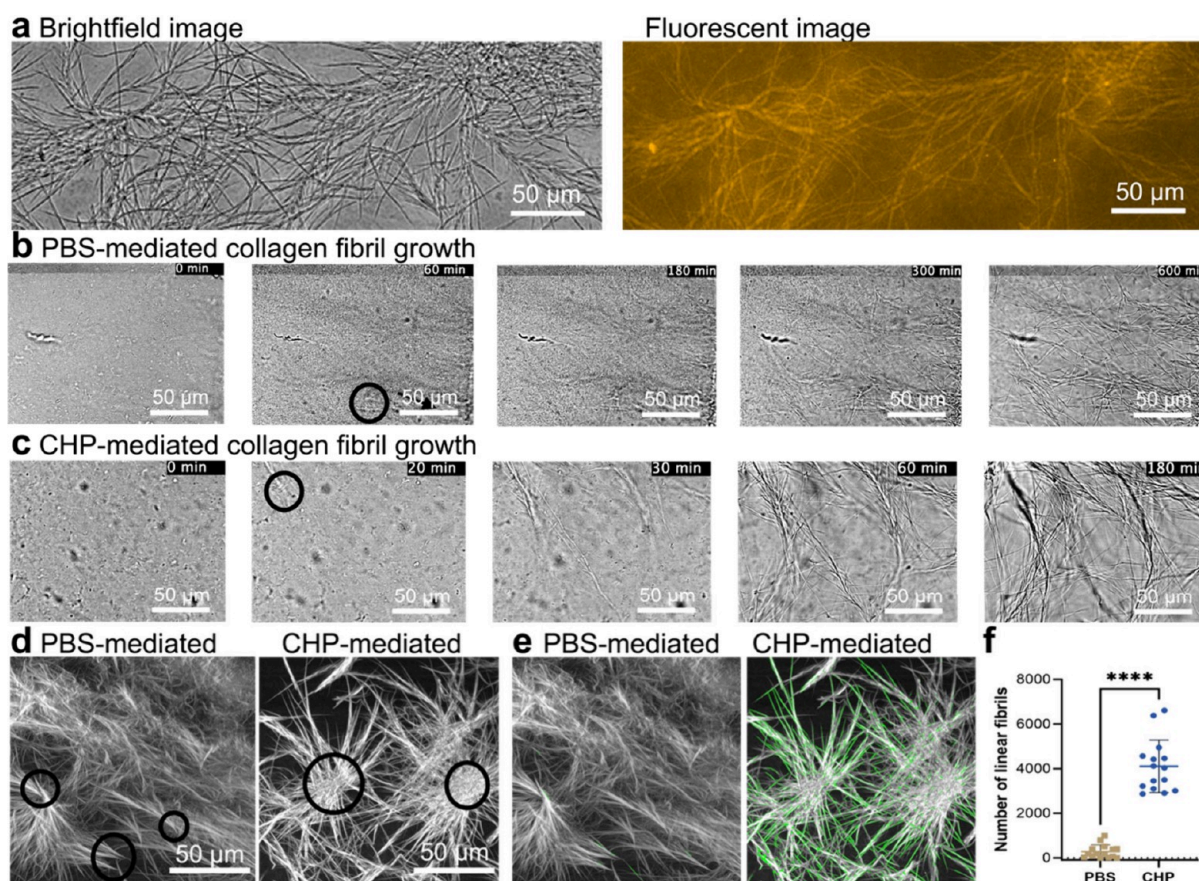 a Brightfield image
Fluorescent image
50 µm
50 µm
b PBS-mediated collagen fibril growth
0 min
60 min
180 min
300 min
600 min
50 µm
50 µm
50 µm
50 µm
50 µm
c CHP-mediated collagen fibril growth
0 min
20 min
30 min
60 min
180 min
50 µm
50 µm
50 µm
50 µm
50 µm
d PBS-mediated
CHP-mediated
50 µm
50 µm
e PBS-mediated
CHP-mediated
f
Number of linear fibrils
8000
6000
4000
2000
0
****
PBS
CHP